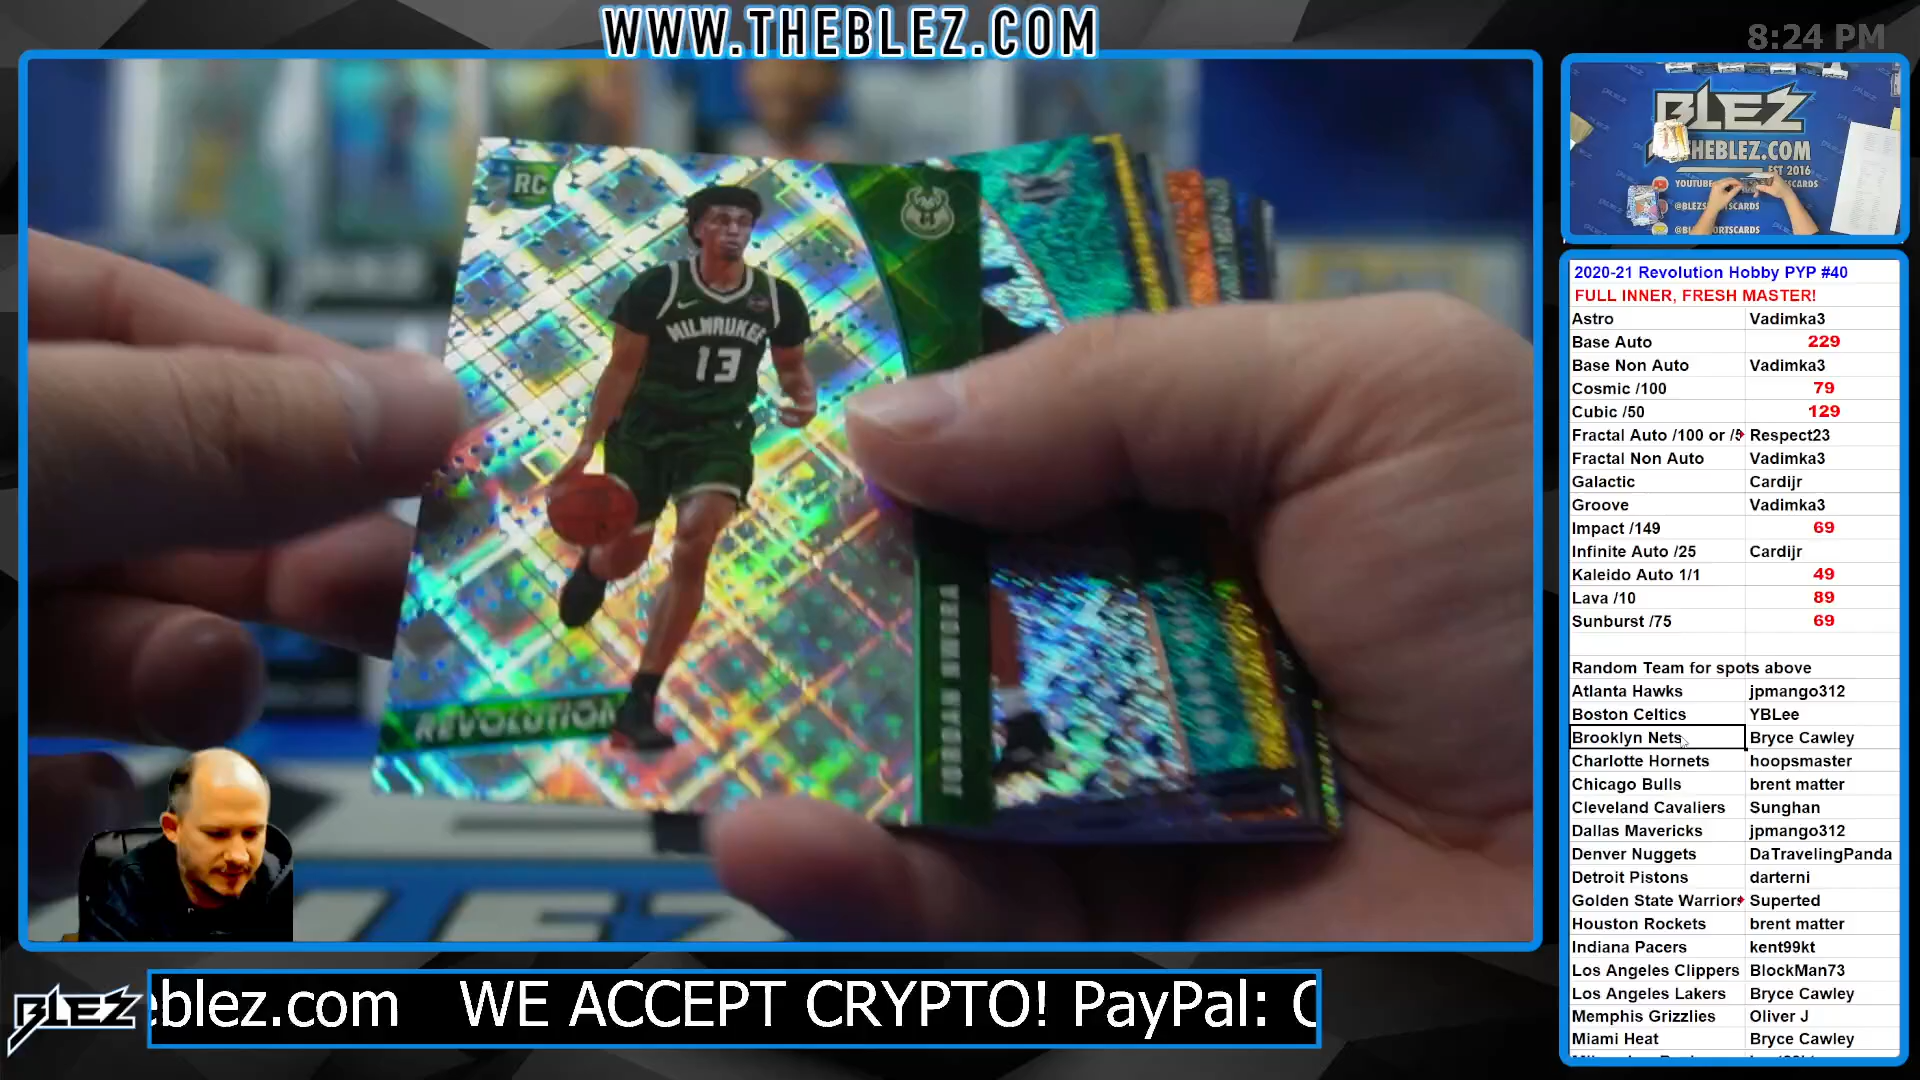 WWW.THEBLEZ.COM
8:24 PM
RC
MILWAUKEE
13
REVOLUTION
JORDAN NWORA
BLEZ
THEBLEZ.COM
EST 2016
2020-21 Revolution Hobby PYP #40
FULL INNER, FRESH MASTER!
Astro Vadimka3
Base Auto 229
Base Non Auto Vadimka3
Cosmic /100 79
Cubic /50 129
Fractal Auto /100 or /5 Respect23
Fractal Non Auto Vadimka3
Galactic Cardijr
Groove Vadimka3
Impact /149 69
Infinite Auto /25 Cardijr
Kaleido Auto 1/1 49
Lava /10 89
Sunburst /75 69
Random Team for spots above
Atlanta Hawks jpmango312
Boston Celtics YBLee
Brooklyn Nets Bryce Cawley
Charlotte Hornets hoopsmaster
Chicago Bulls brent matter
Cleveland Cavaliers Sunghan
Dallas Mavericks jpmango312
Denver Nuggets DaTravelingPanda
Detroit Pistons darterni
Golden State Warriors Superted
Houston Rockets brent matter
Indiana Pacers kent99kt
Los Angeles Clippers BlockMan73
Los Angeles Lakers Bryce Cawley
Memphis Grizzlies Oliver J
Miami Heat Bryce Cawley
BLEZ
eblez.com WE ACCEPT CRYPTO! PayPal: